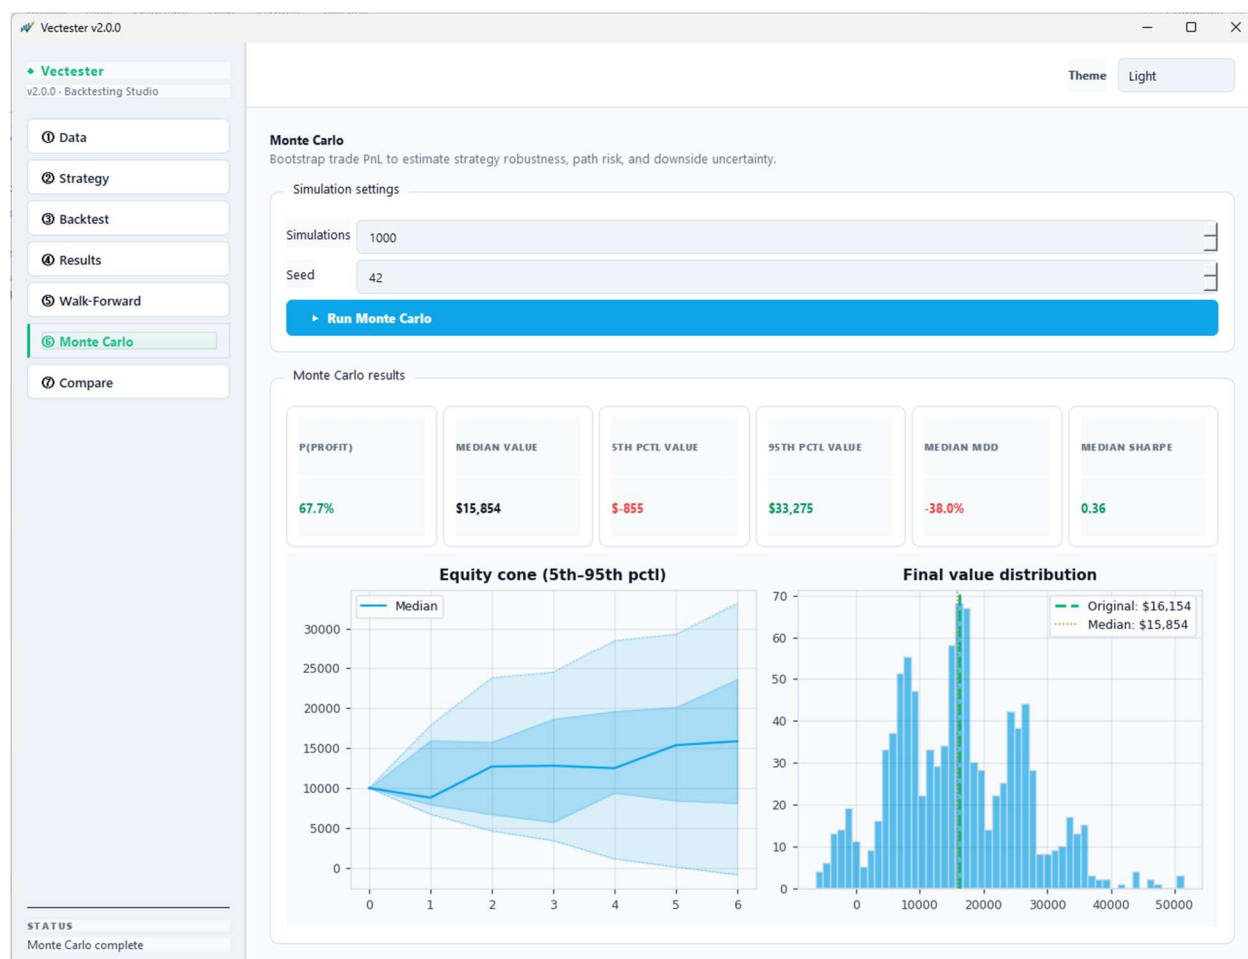 Vectester v2.0.0
Vectester
v2.0.0 · Backtesting Studio
① Data
② Strategy
③ Backtest
④ Results
⑤ Walk-Forward
⑥ Monte Carlo
⑦ Compare
STATUS
Monte Carlo complete
Theme Light
Monte Carlo
Bootstrap trade PnL to estimate strategy robustness, path risk, and downside uncertainty.
Simulation settings
Simulations 1000
Seed 42
Run Monte Carlo
Monte Carlo results
P(PROFIT) MEDIAN VALUE 5TH PCTL VALUE 95TH PCTL VALUE MEDIAN MDD MEDIAN SHARPE
67.7% $15,854 $-855 $33,275 -38.0% 0.36
Equity cone (5th–95th pctl)
Median
30000
25000
20000
15000
10000
5000
0
0 1 2 3 4 5 6
Final value distribution
Original: $16,154
Median: $15,854
70
60
50
40
30
20
10
0
0 10000 20000 30000 40000 50000